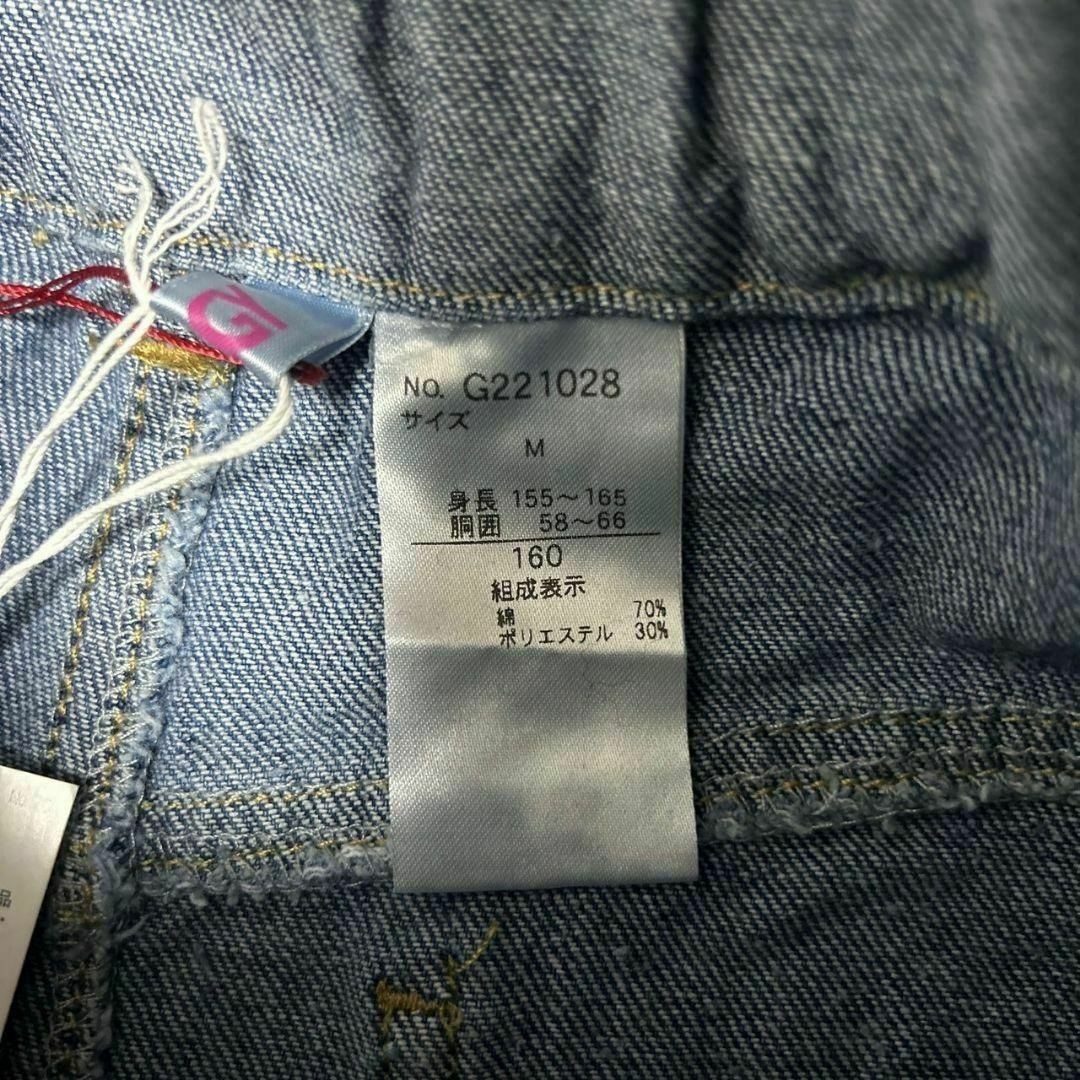 G
NO. G221028
サイズ
M
身長 155～165
胴囲 58～66
160
組成表示
綿 70%
ポリエステル 30%
品